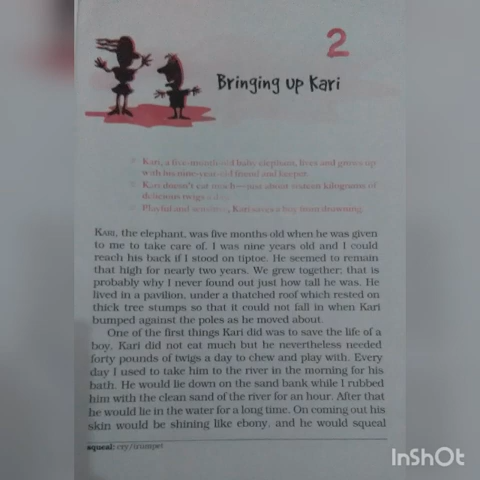 2
Bringing up Kari
Kari, a five-month-old baby elephant, lives and grows up
with his nine-year-old friend and keeper.
Kari doesn't eat much—just about sixteen kilograms of
delicious twigs a day.
Playful and sensitive, Kari saves a boy from drowning.
KARI, the elephant, was five months old when he was given
to me to take care of. I was nine years old and I could
reach his back if I stood on tiptoe. He seemed to remain
that high for nearly two years. We grew together; that is
probably why I never found out just how tall he was. He
lived in a pavilion, under a thatched roof which rested on
thick tree stumps so that it could not fall in when Kari
bumped against the poles as he moved about.
One of the first things Kari did was to save the life of a
boy. Kari did not eat much but he nevertheless needed
forty pounds of twigs a day to chew and play with. Every
day I used to take him to the river in the morning for his
bath. He would lie down on the sand bank while I rubbed
him with the clean sand of the river for an hour. After that
he would lie in the water for a long time. On coming out his
skin would be shining like ebony, and he would squeal
squeal: cry/trumpet
InShOt